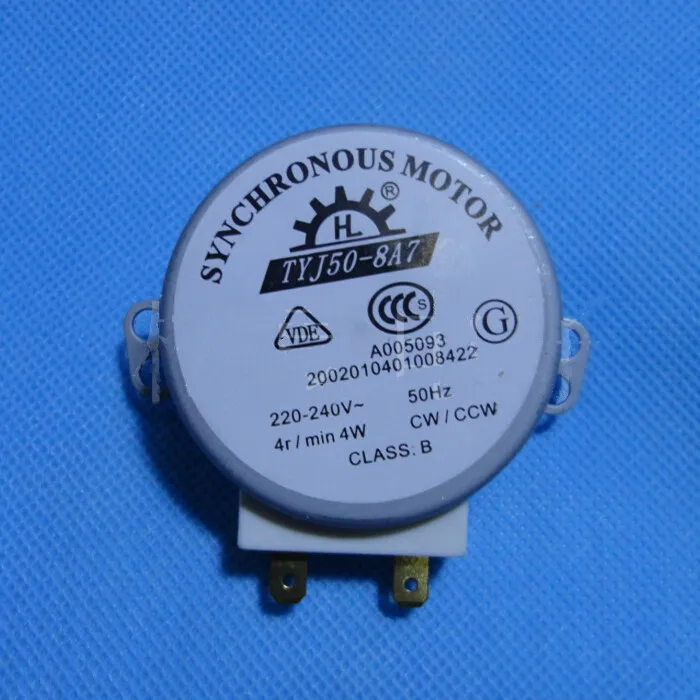 SYNCHRONOUS MOTOR
®
HL
TYJ50-8A7
VDE
CCC S
G
A005093
2002010401008422
220-240V~ 50Hz
4r/min 4W CW/CCW
CLASS: B